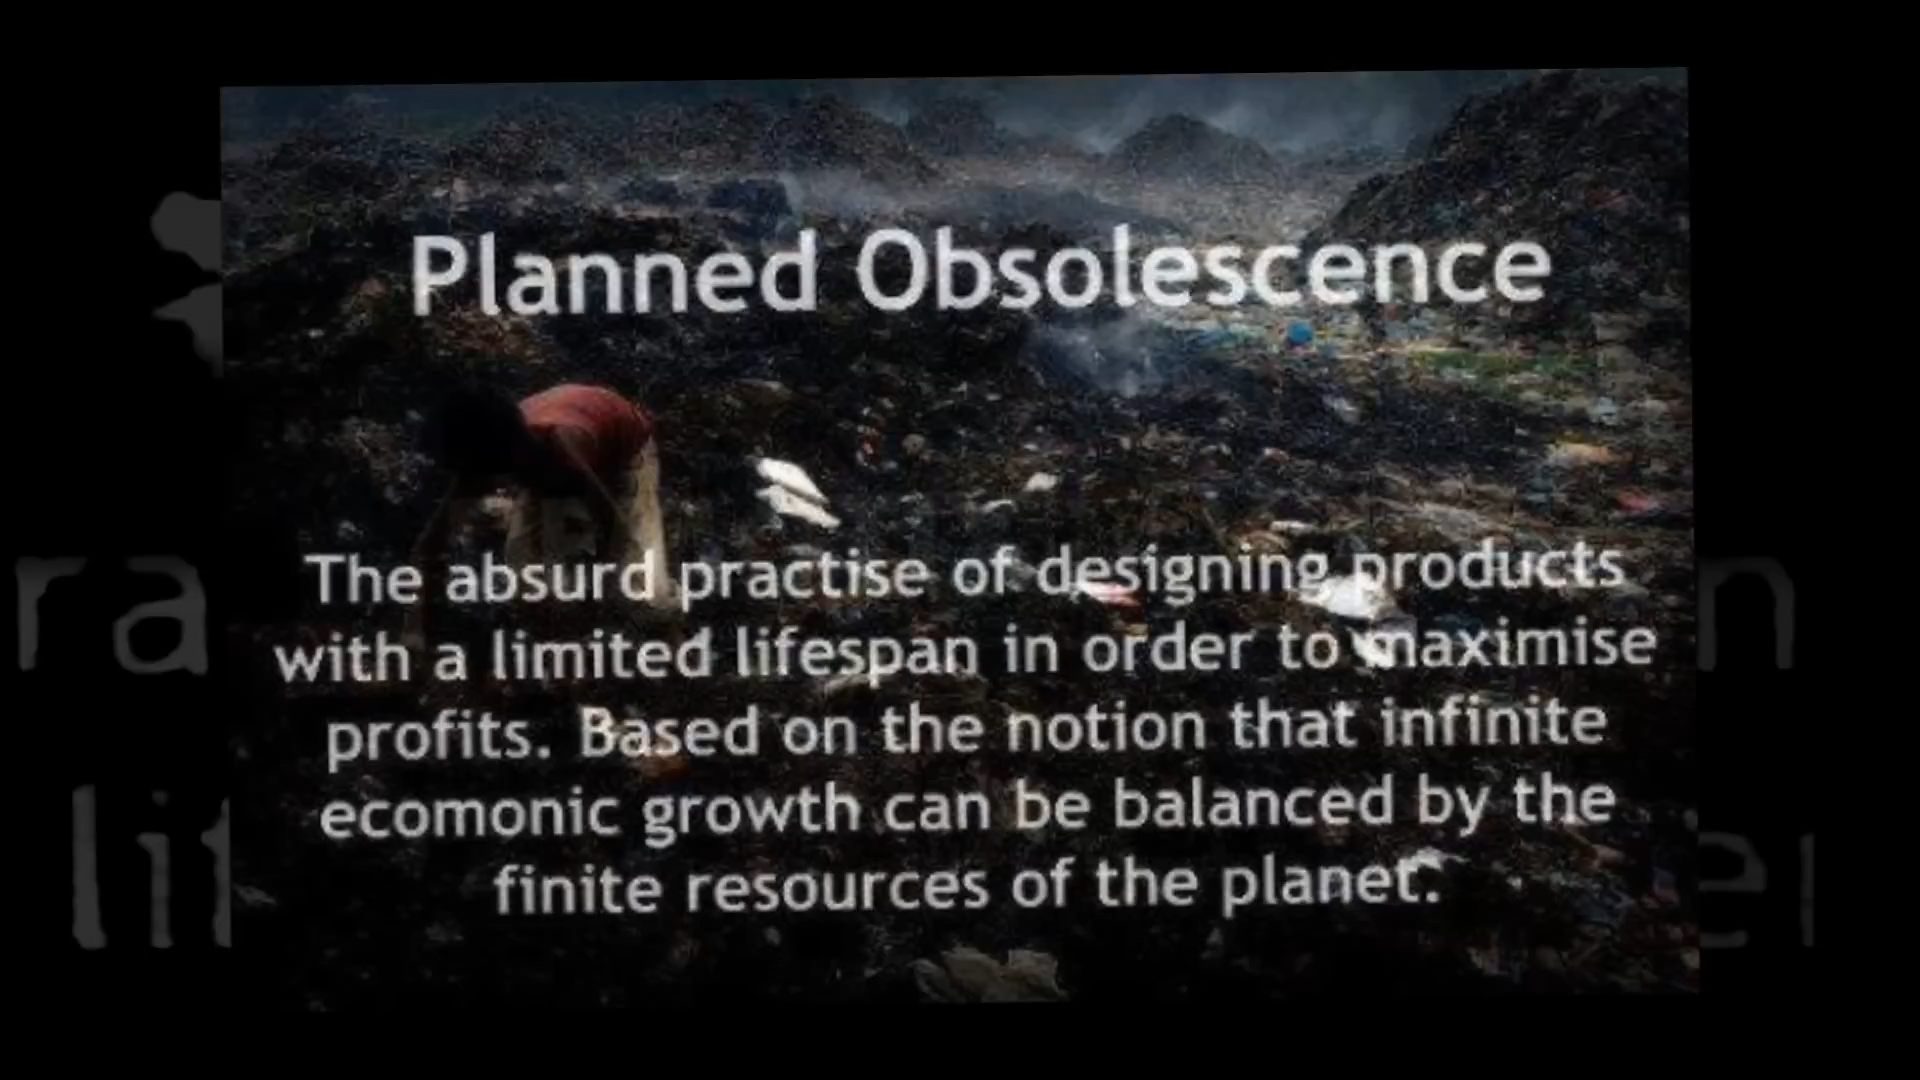 Planned Obsolescence
The absurd practise of designing products
with a limited lifespan in order to maximise
profits. Based on the notion that infinite
ecomonic growth can be balanced by the
finite resources of the planet.